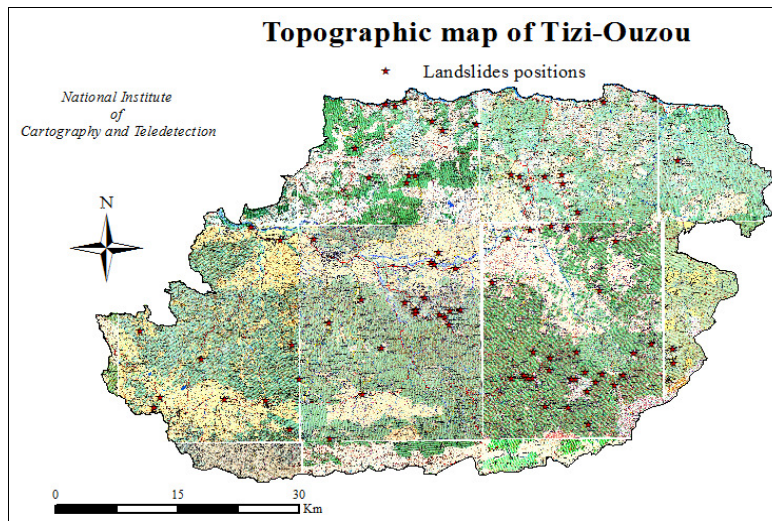 Topographic map of Tizi-Ouzou
Landslides positions
National Institute
of
Cartography and Teledetection
N
0 15 30
Km